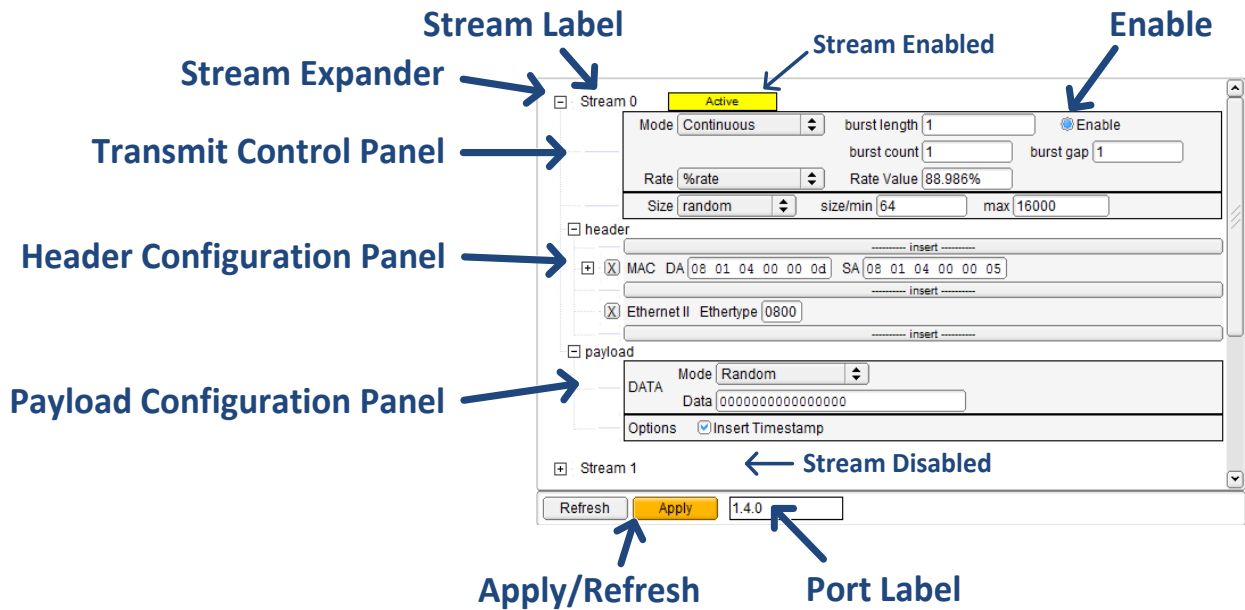 Stream Label
Enable
Stream Enabled
Stream Expander
Stream 0 Active
Mode Continuous burst length 1 Enable
Transmit Control Panel
burst count 1 burst gap 1
Rate %rate Rate Value 88.986%
Size random size/min 64 max 16000
header
---------- insert ----------
Header Configuration Panel
X MAC DA 08 01 04 00 00 0d SA 08 01 04 00 00 05
---------- insert ----------
X Ethernet II Ethertype 0800
---------- insert ----------
payload
Mode Random
DATA
Payload Configuration Panel
Data 0000000000000000
Options Insert Timestamp
Stream 1
Stream Disabled
Refresh Apply 1.4.0
Apply/Refresh
Port Label